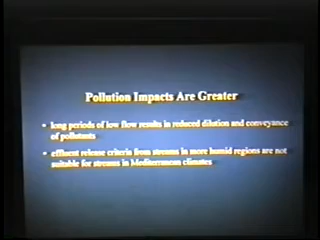 Pollution Impacts Are Greater
• long periods of low flow results in reduced dilution and conveyance
of pollutants
• effluent release criteria from streams in more humid regions are not
suitable for streams in Mediterranean climates